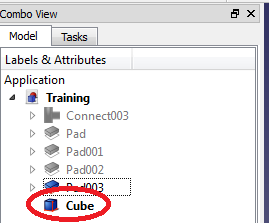 Combo View
Model
Tasks
Labels & Attributes
Application
Training
Connect003
Pad
Pad001
Pad002
Pad003
Cube